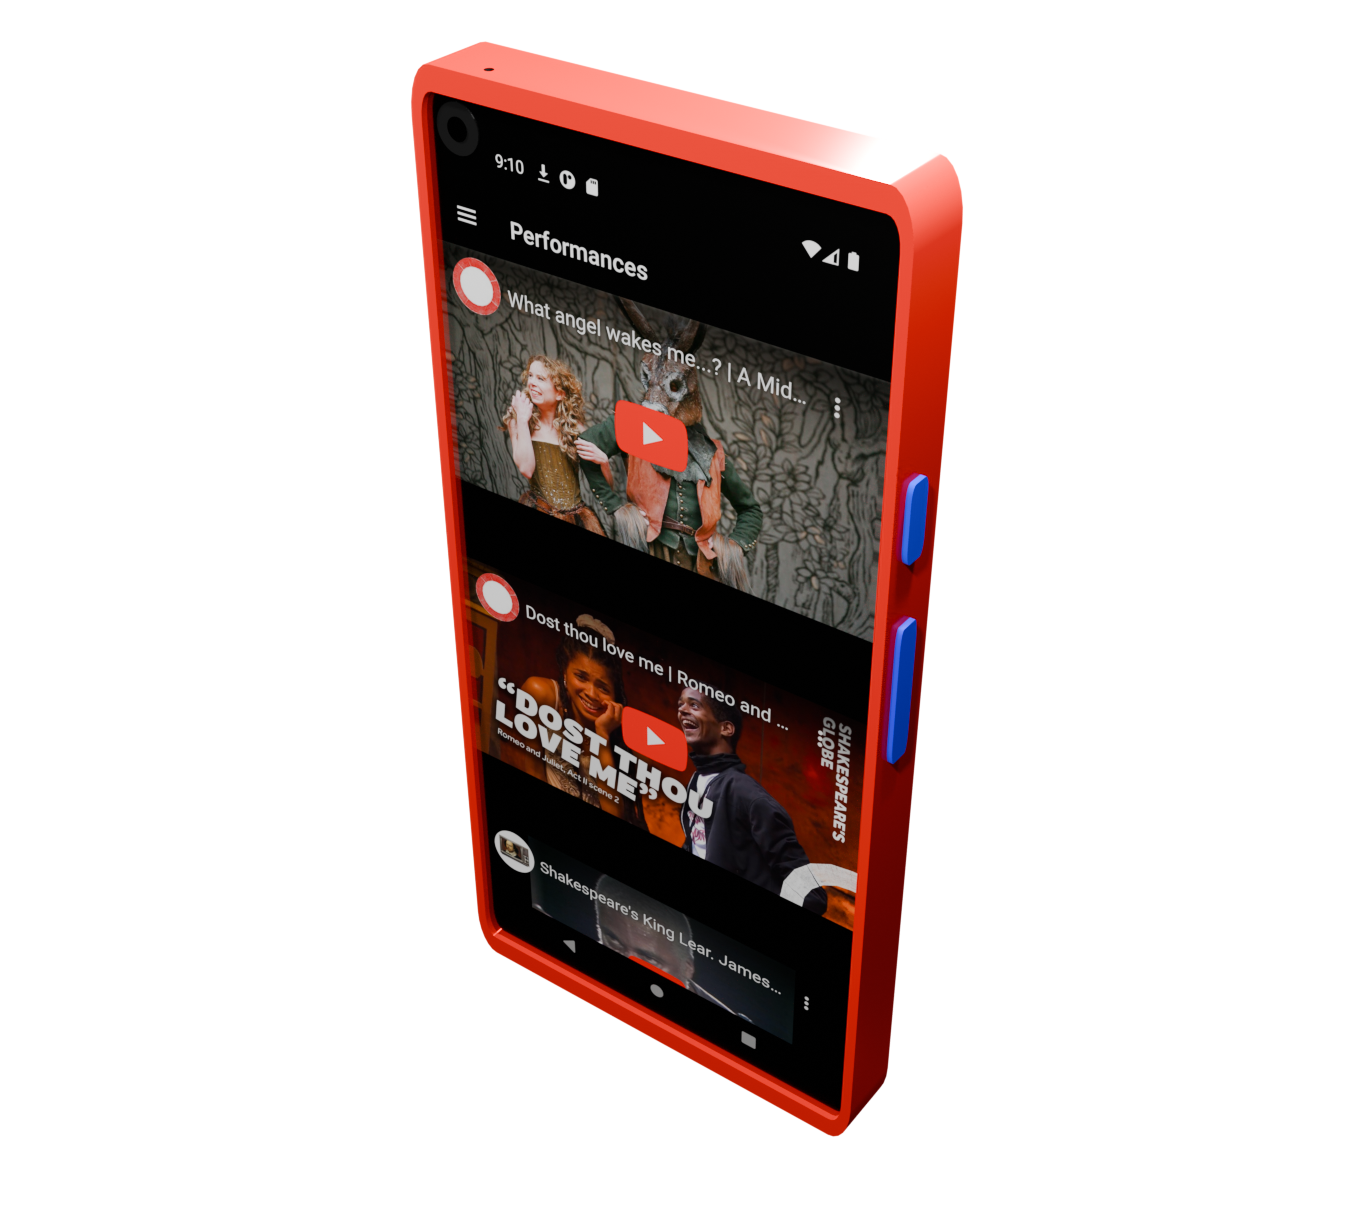 9:10
Performances
What angel wakes me...? | A Mid...
Dost thou love me | Romeo and ...
“DOST THOU
LOVE ME”
Romeo and Juliet, Act II scene 2
SHAKESPEARE'S
GLOBE
Shakespeare's King Lear. James...